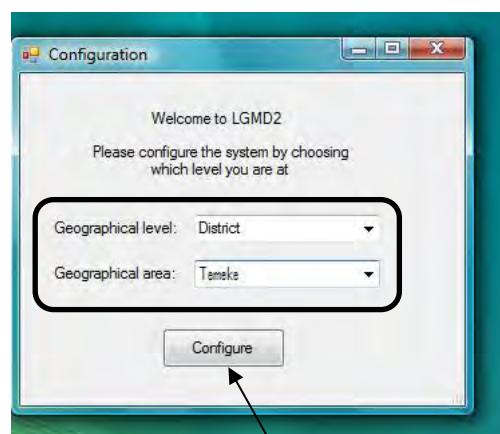 Configuration
Welcome to LGMD2
Please configure the system by choosing
which level you are at
Geographical level: District
Geographical area: Temeke
Configure